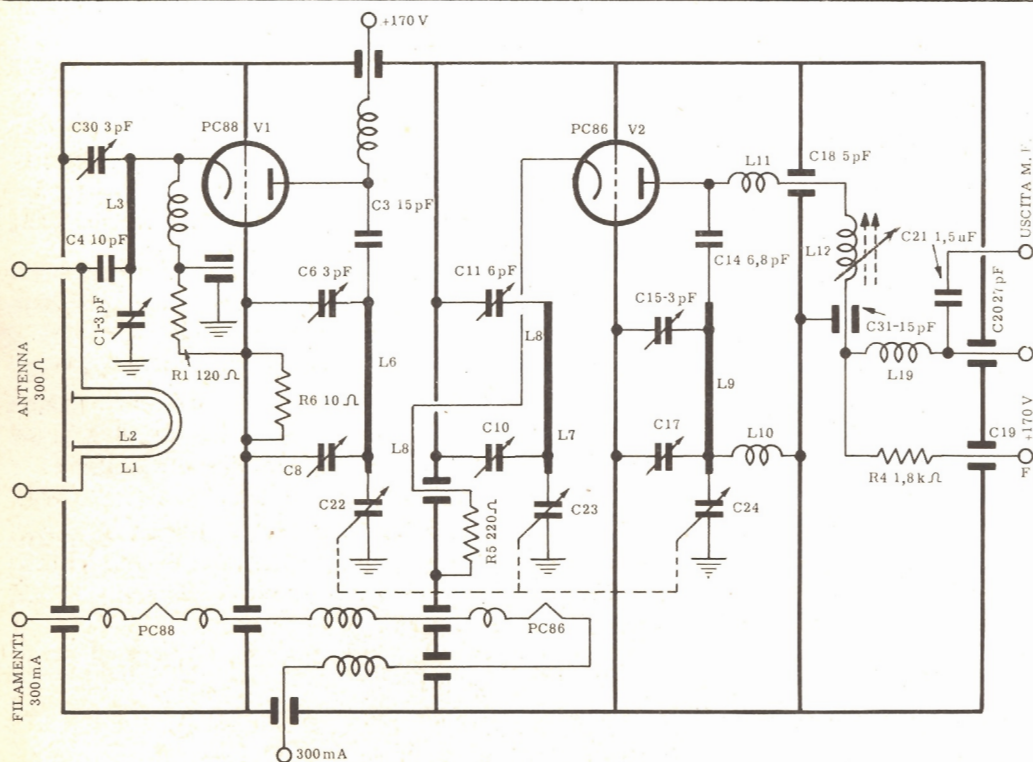 +170 V
C30 3 pF
PC88 V1
L3
C4 10 pF
C1-3 pF
ANTENNA
300 Ω
L2
L1
R1 120 Ω
C3 15 pF
C6 3 pF
L6
R6 10 Ω
C8
C22
C11 6 pF
L8
L8
C10
L7
C23
R5 220 Ω
PC86 V2
L11
C18 5 pF
C14 6,8 pF
C15-3 pF
L9
C17
L10
C24
L12
C21 1,5
C31-15 pF
L19
C20 27 pF
USCITA M.F.
C19
+170 V
F
R4 1,8 k Ω
FILAMENTI
300 mA
PC88
PC86
300 mA